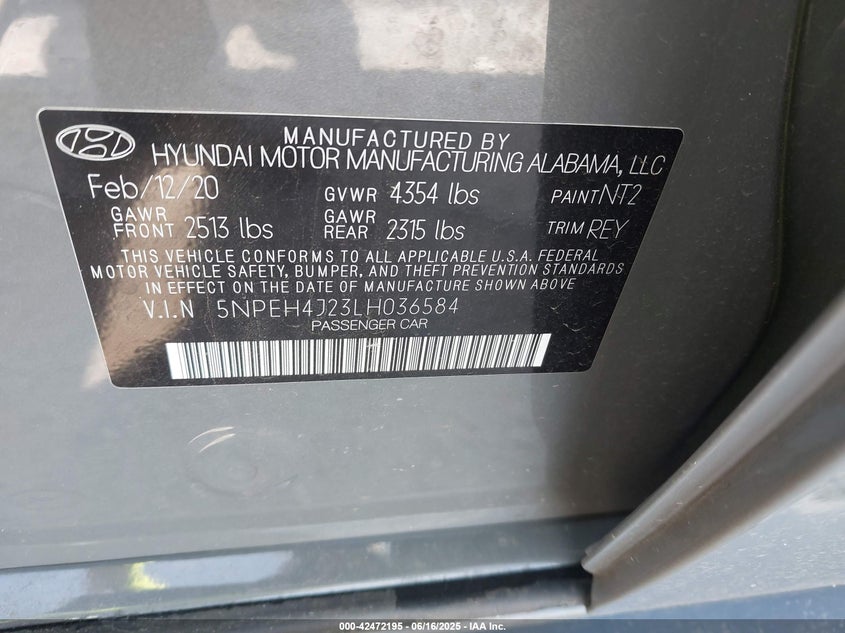 MANUFACTURED BY
HYUNDAI MOTOR MANUFACTURING ALABAMA, LLC
Feb/12/20 GVWR 4354 lbs PAINT NT2
GAWR FRONT 2513 lbs GAWR REAR 2315 lbs TRIM REY
THIS VEHICLE CONFORMS TO ALL APPLICABLE U.S.A. FEDERAL
MOTOR VEHICLE SAFETY, BUMPER, AND THEFT PREVENTION STANDARDS
IN EFFECT ON THE DATE OF MANUFACTURE SHOWN ABOVE
V.I.N 5NPEH4J23LH036584
PASSENGER CAR
000-42472195 - 06/16/2025 - IAA Inc.